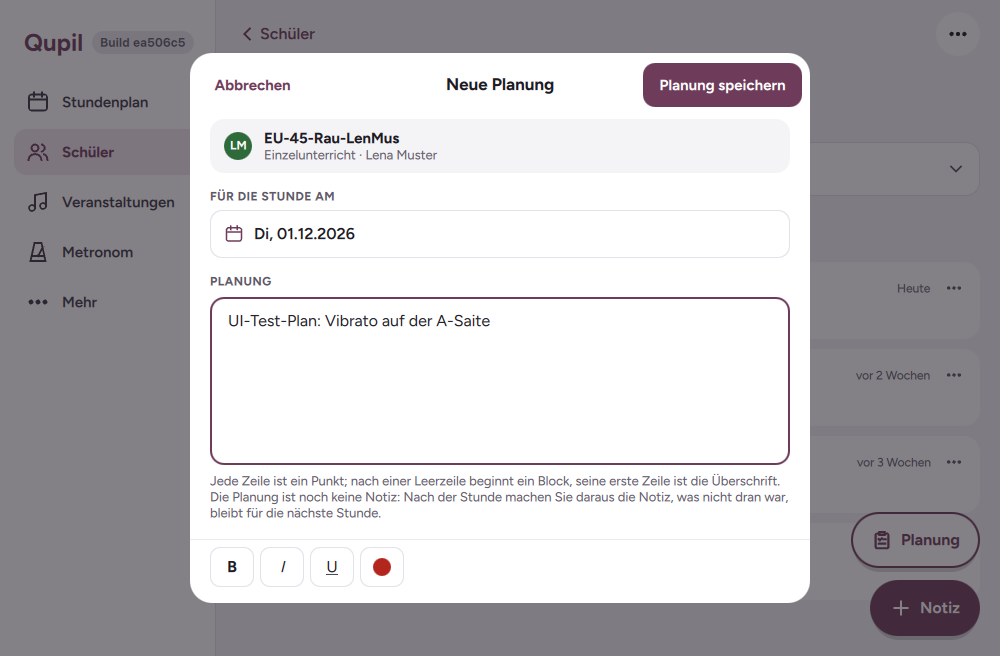 Qupil
Build ea506c5
Stundenplan
Schüler
Veranstaltungen
Metronom
Mehr
Schüler
Abbrechen
Neue Planung
Planung speichern
LM
EU-45-Rau-LenMus
Einzelunterricht · Lena Muster
FÜR DIE STUNDE AM
Di, 01.12.2026
PLANUNG
UI-Test-Plan: Vibrato auf der A-Saite
Jede Zeile ist ein Punkt; nach einer Leerzeile beginnt ein Block, seine erste Zeile ist die Überschrift.
Die Planung ist noch keine Notiz: Nach der Stunde machen Sie daraus die Notiz, was nicht dran war,
bleibt für die nächste Stunde.
B
I
U
Heute
vor 2 Wochen
vor 3 Wochen
Planung
Notiz